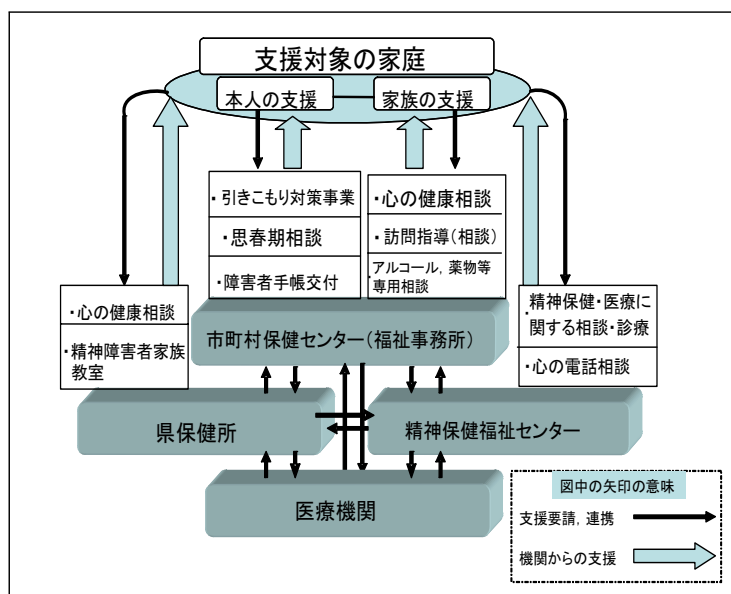 支援対象の家庭
本人の支援
家族の支援
・引きこもり対策事業
・思春期相談
・障害者手帳交付
・心の健康相談
・訪問指導(相談)
・アルコール，薬物等
専用相談
・心の健康相談
・精神障害者家族
教室
・精神保健・医療に
関する相談・診療
・心の電話相談
市町村保健センター(福祉事務所)
県保健所
精神保健福祉センター
医療機関
図中の矢印の意味
支援要請，連携
機関からの支援